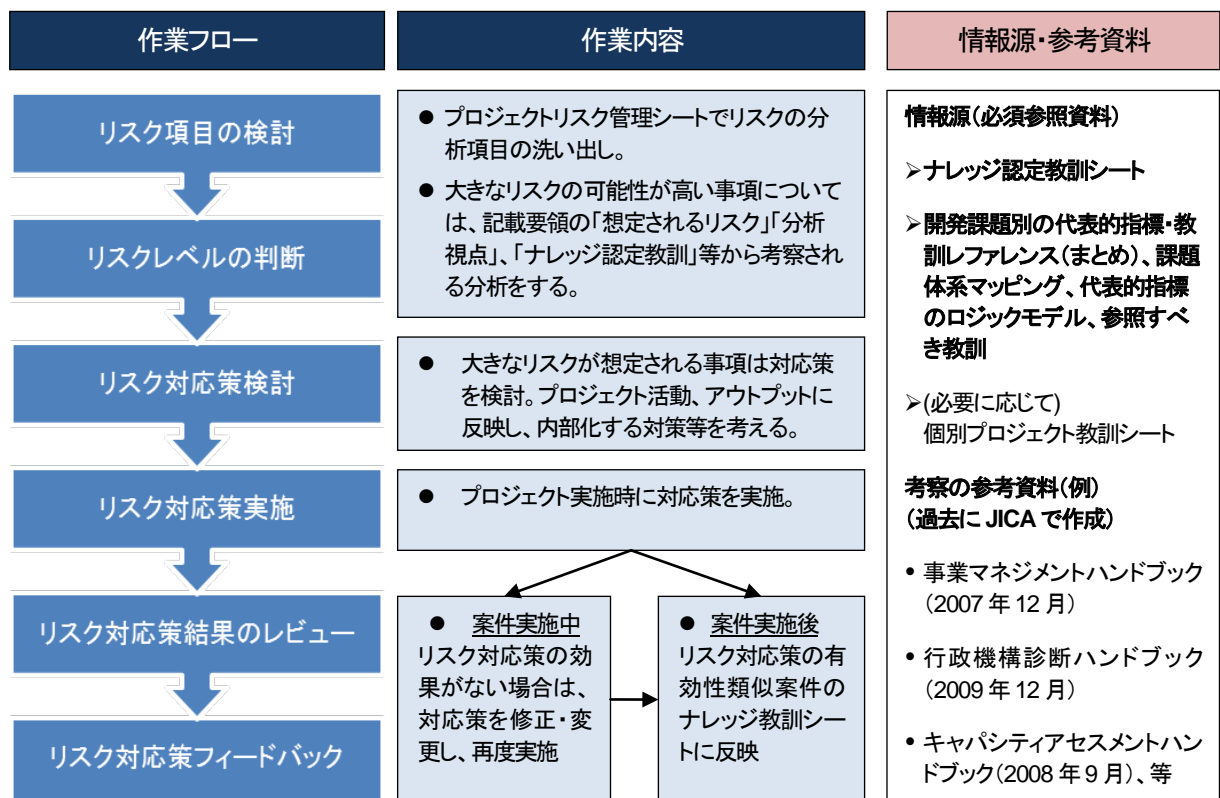 作業フロー
作業内容
情報源・参考資料
リスク項目の検討
リスクレベルの判断
リスク対応策検討
リスク対応策実施
リスク対応策結果のレビュー
リスク対応策フィードバック
● プロジェクトリスク管理シートでリスクの分
析項目の洗い出し。
● 大きなリスクの可能性が高い事項について
は、記載要領の「想定されるリスク」「分析
視点」、「ナレッジ認定教訓」等から考察され
る分析をする。
● 大きなリスクが想定される事項は対応策
を検討。プロジェクト活動、アウトプットに
反映し、内部化する対策等を考える。
● プロジェクト実施時に対応策を実施。
● 案件実施中
リスク対応策の効
果がない場合は、
対応策を修正・変
更し、再度実施
● 案件実施後
リスク対応策の有
効性類似案件の
ナレッジ教訓シー
トに反映
情報源(必須参照資料)
➢ナレッジ認定教訓シート
➢開発課題別の代表的指標・教
訓レファレンス(まとめ)、課題
体系マッピング、代表的指標
のロジックモデル、参照すべ
き教訓
➢(必要に応じて)
個別プロジェクト教訓シート
考察の参考資料(例)
(過去に JICA で作成)
• 事業マネジメントハンドブック
(2007 年 12 月)
• 行政機構診断ハンドブック
(2009 年 12 月)
• キャパシティアセスメントハン
ドブック(2008 年 9 月)、等